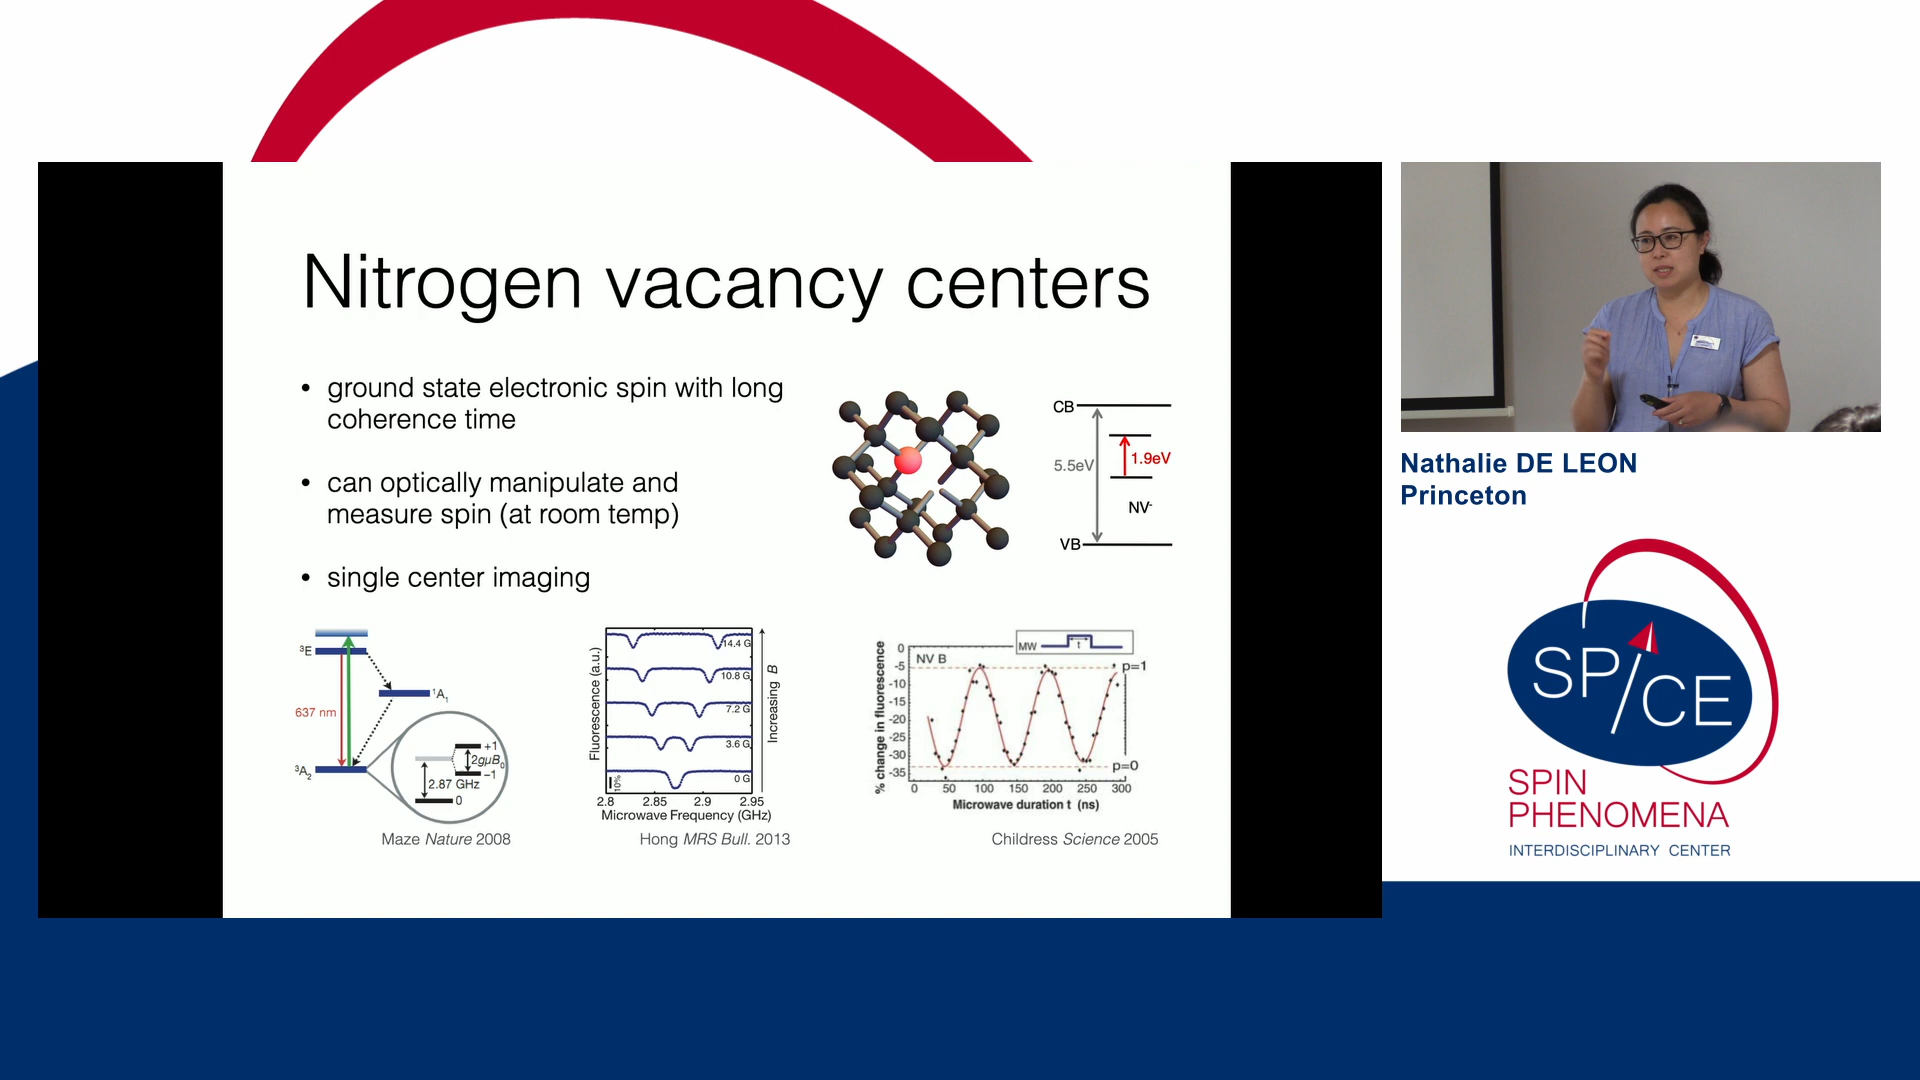 Nitrogen vacancy centers
• ground state electronic spin with long
coherence time
• can optically manipulate and
measure spin (at room temp)
• single center imaging
CB
5.5eV
1.9eV
NV-
VB
³E
¹A₁
637 nm
³A₂
+1
2gμB₀
−1
2.87 GHz
0
Maze Nature 2008
Fluorescence (a.u.)
14.4 G
10.8 G
7.2 G
3.6 G
0 G
10%
Increasing B
2.8 2.85 2.9 2.95
Microwave Frequency (GHz)
Hong MRS Bull. 2013
MW
t
NV B
% change in fluorescence
0
-5
-10
-15
-20
-25
-30
-35
p=1
p=0
0 50 100 150 200 250 300
Microwave duration t (ns)
Childress Science 2005
Nathalie DE LEON
Princeton
SP/CE
SPIN
PHENOMENA
INTERDISCIPLINARY CENTER